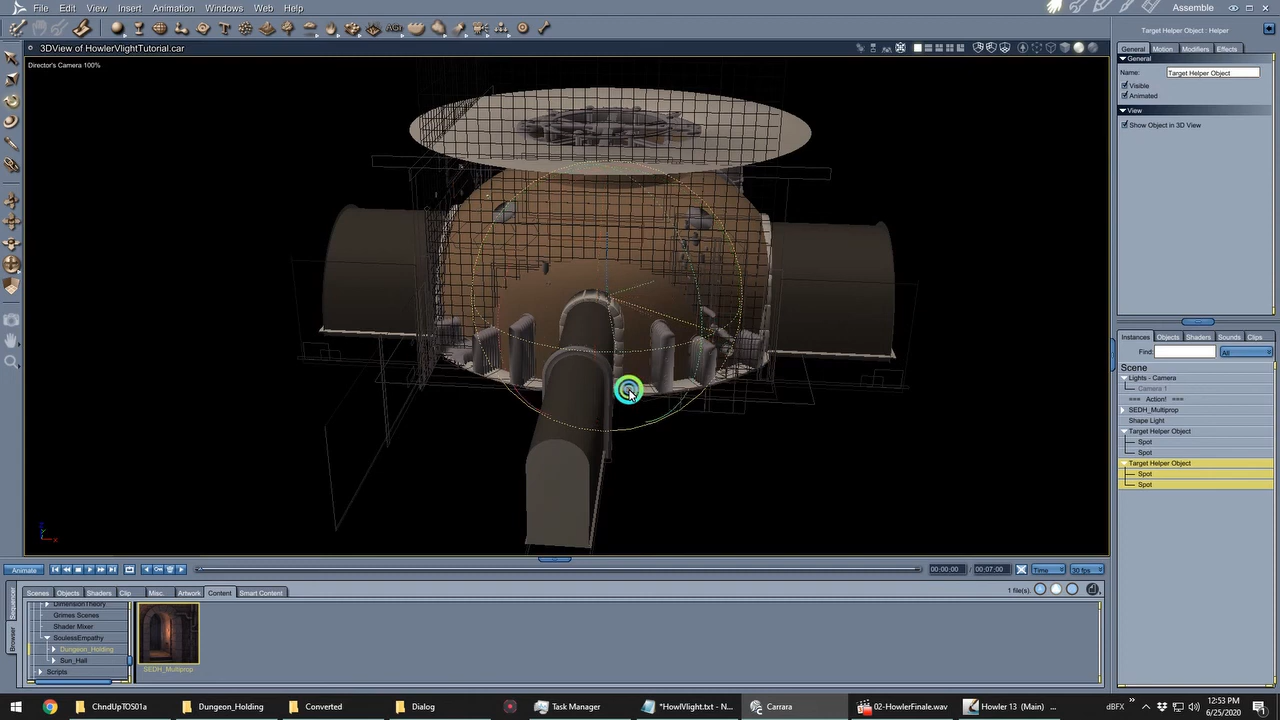 File Edit View Insert Animation Windows Web Help
Assemble
3DView of HowlerVlightTutorial.car
Director's Camera 100%
Target Helper Object : Helper
General Motion Modifiers Effects
General
Name: Target Helper Object
Visible
Animated
View
Show Object in 3D View
Instances Objects Shaders Sounds Clips
Find: All
Scene
Lights - Camera
Camera 1
=== Action! ===
SEDH_Multiprop
Shape Light
Target Helper Object
Spot
Spot
Target Helper Object
Spot
Spot
Animate
00:00:00 / 00:07:00 Time 30 fps
Scenes Objects Shaders Clip Misc. Artwork Content Smart Content
1 file(s).
Sequencer
Browser
DimensionTheory
Grimes Scenes
Shader Mixer
SoulessEmpathy
Dungeon_Holding
Sun_Hall
Scripts
SEDH_Multiprop
ChndUpTOS01a Dungeon_Holding Converted Dialog Task Manager *HowlVlight.txt - N... Carrara 02-HowlerFinale.wav Howler 13 (Main) ... dBFX
12:53 PM
6/25/2020